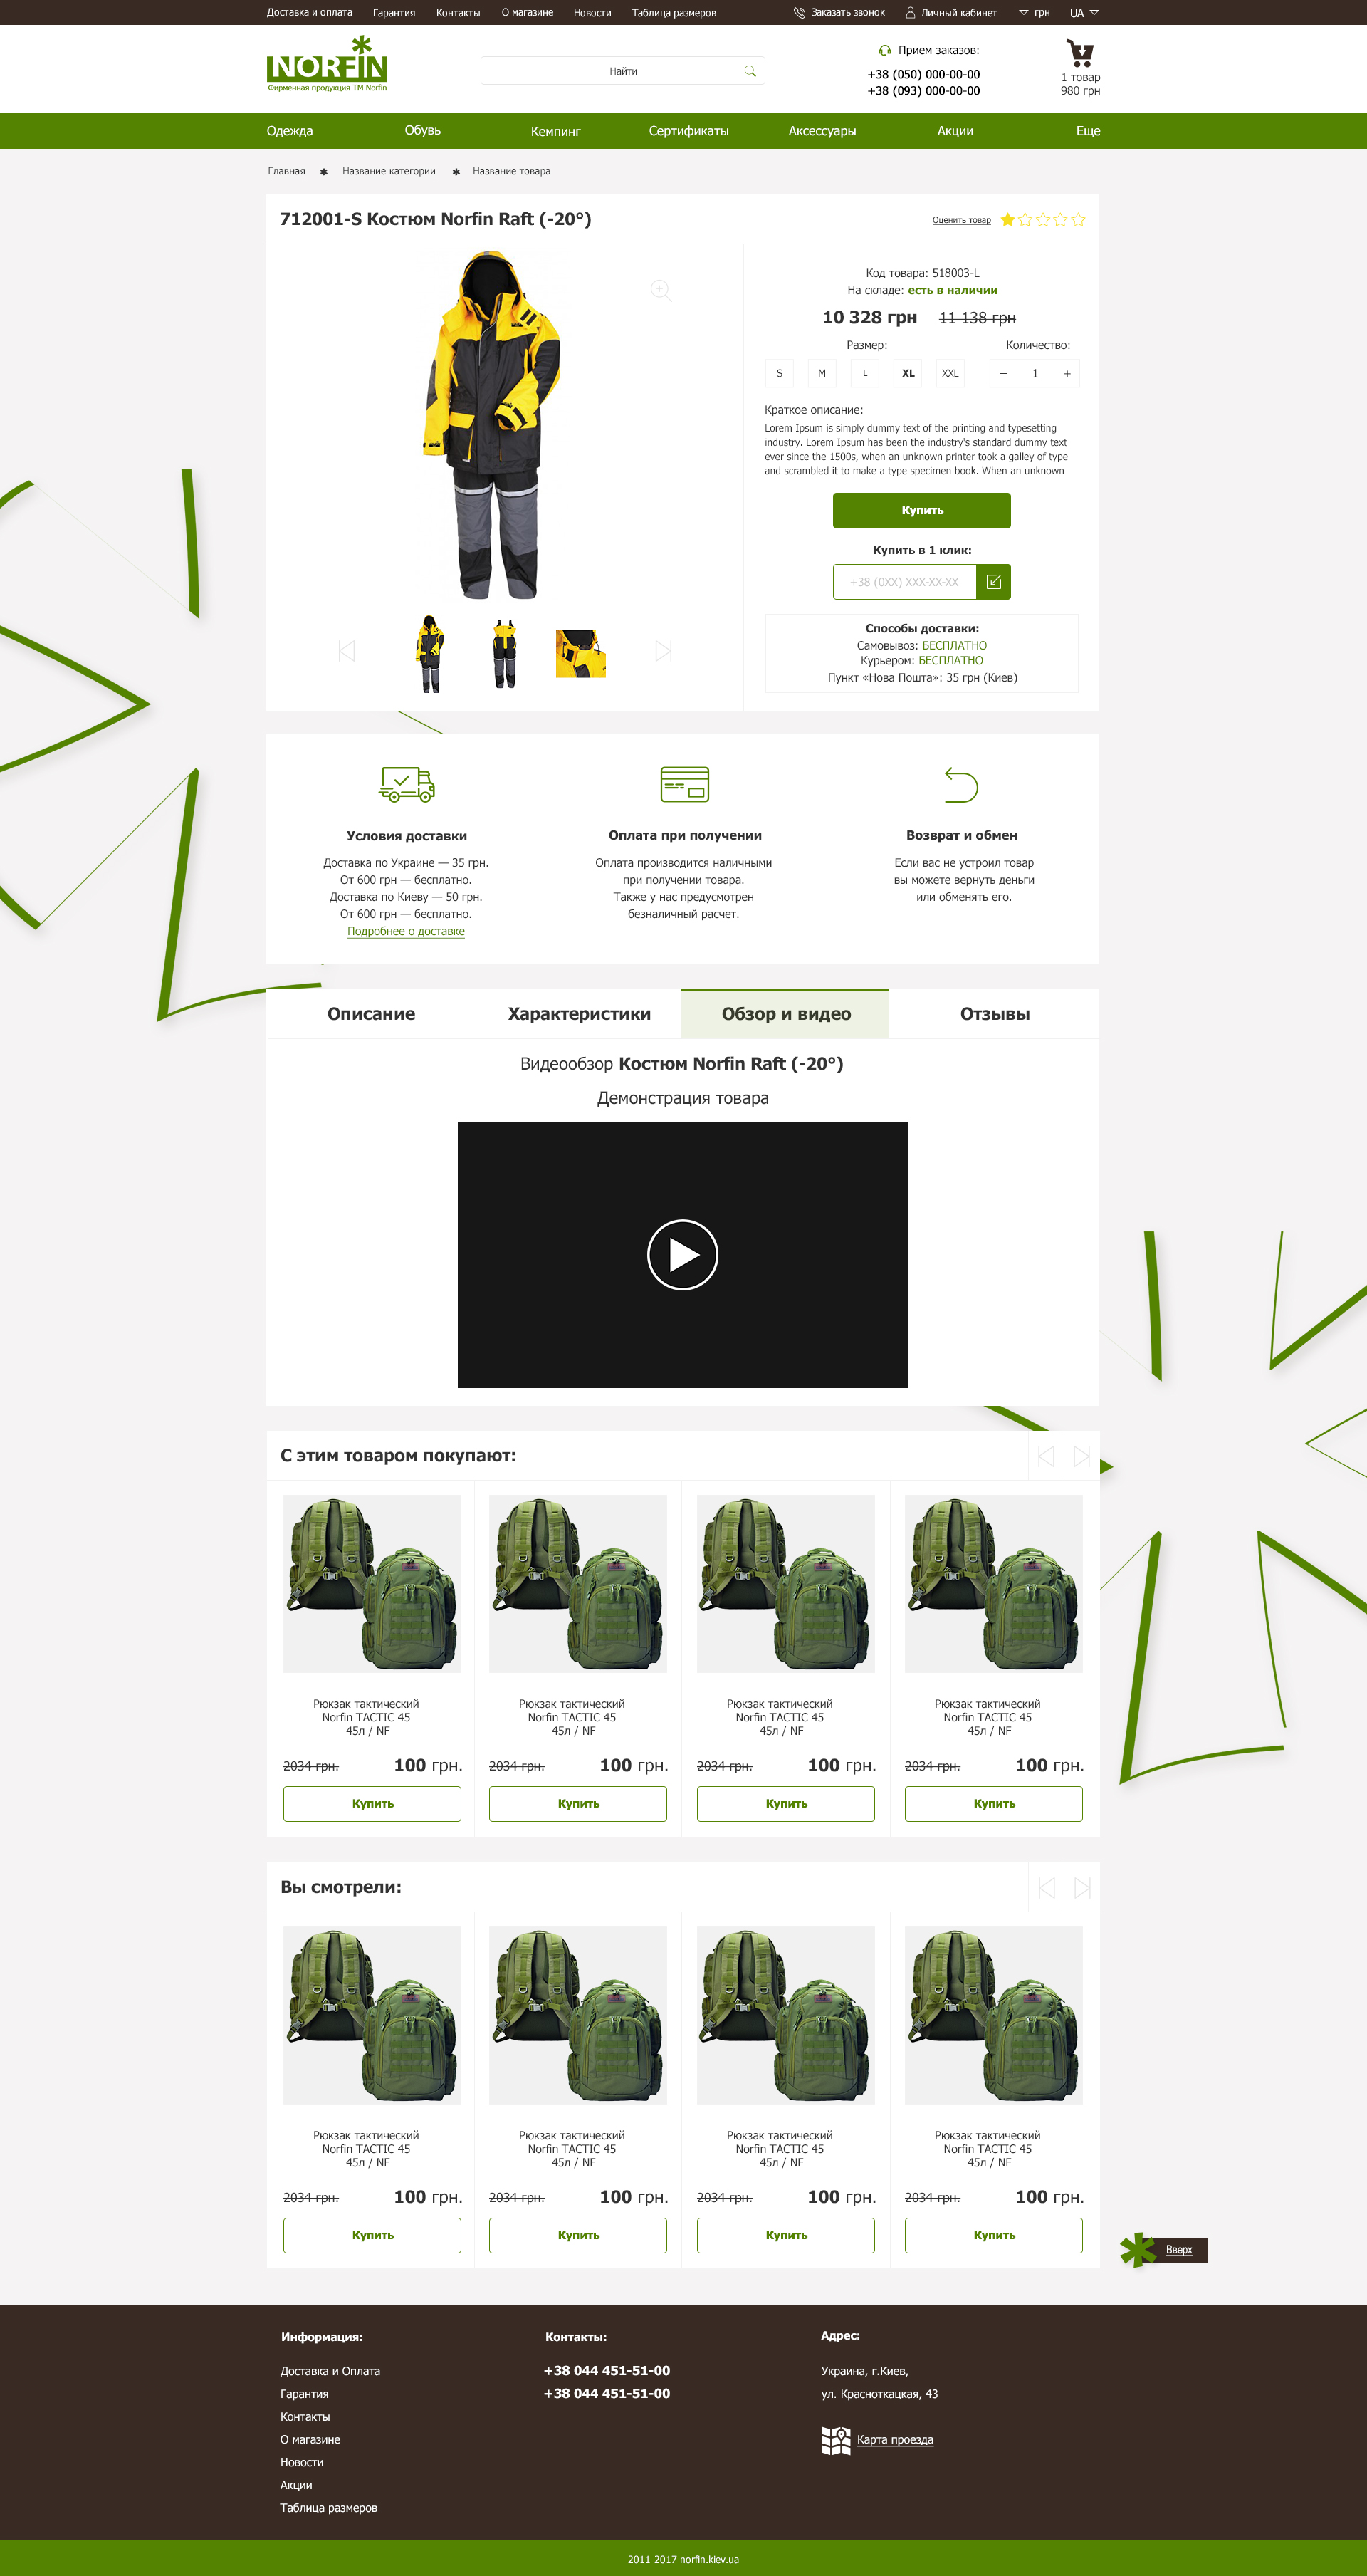 Доставка и оплата Гарантия Контакты О магазине Новости Таблица размеров Заказать звонок Личный кабинет грн UA
NORFIN
Фирменная продукция ТМ Norfin
Найти
Прием заказов:
+38 (050) 000-00-00
+38 (093) 000-00-00
1 товар
980 грн
Одежда Обувь Кемпинг Сертификаты Аксессуары Акции Еще
Главная Название категории Название товара
712001-S Костюм Norfin Raft (-20°)
Оценить товар
Код товара: 518003-L
На складе: есть в наличии
10 328 грн 11 138 грн
Размер: Количество:
S M L XL XXL — 1 +
Краткое описание:
Lorem Ipsum is simply dummy text of the printing and typesetting
industry. Lorem Ipsum has been the industry's standard dummy text
ever since the 1500s, when an unknown printer took a galley of type
and scrambled it to make a type specimen book. When an unknown
Купить
Купить в 1 клик:
+38 (0XX) XXX-XX-XX
Способы доставки:
Самовывоз: БЕСПЛАТНО
Курьером: БЕСПЛАТНО
Пункт «Нова Пошта»: 35 грн (Киев)
Условия доставки
Доставка по Украине — 35 грн.
От 600 грн — бесплатно.
Доставка по Киеву — 50 грн.
От 600 грн — бесплатно.
Подробнее о доставке
Оплата при получении
Оплата производится наличными
при получении товара.
Также у нас предусмотрен
безналичный расчет.
Возврат и обмен
Если вас не устроил товар
вы можете вернуть деньги
или обменять его.
Описание Характеристики Обзор и видео Отзывы
Видеообзор Костюм Norfin Raft (-20°)
Демонстрация товара
С этим товаром покупают:
Рюкзак тактический Рюкзак тактический Рюкзак тактический Рюкзак тактический
Norfin TACTIC 45 Norfin TACTIC 45 Norfin TACTIC 45 Norfin TACTIC 45
45л / NF 45л / NF 45л / NF 45л / NF
2034 грн. 100 грн. 2034 грн. 100 грн. 2034 грн. 100 грн. 2034 грн. 100 грн.
Купить Купить Купить Купить
Вы смотрели:
Рюкзак тактический Рюкзак тактический Рюкзак тактический Рюкзак тактический
Norfin TACTIC 45 Norfin TACTIC 45 Norfin TACTIC 45 Norfin TACTIC 45
45л / NF 45л / NF 45л / NF 45л / NF
2034 грн. 100 грн. 2034 грн. 100 грн. 2034 грн. 100 грн. 2034 грн. 100 грн.
Купить Купить Купить Купить
Вверх
Информация:
Доставка и Оплата
Гарантия
Контакты
О магазине
Новости
Акции
Таблица размеров
Контакты:
+38 044 451-51-00
+38 044 451-51-00
Адрес:
Украина, г.Киев,
ул. Красноткацкая, 43
Карта проезда
2011-2017 norfin.kiev.ua